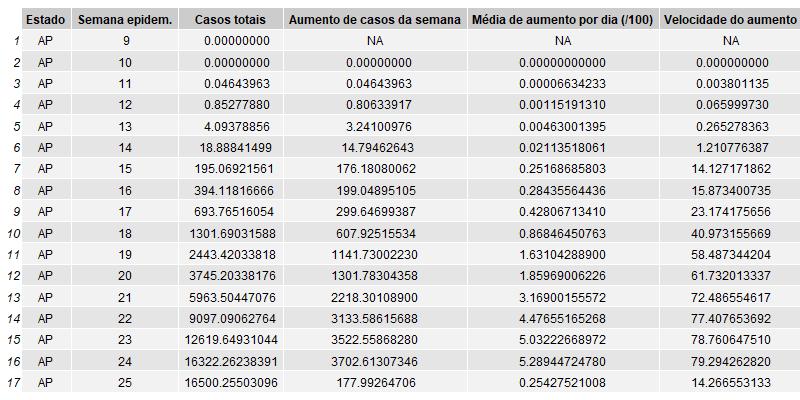 Estado Semana epidem. Casos totais Aumento de casos da semana Média de aumento por dia (/100) Velocidade do aumento
1 AP 9 0.00000000 NA NA NA
2 AP 10 0.00000000 0.00000000 0.00000000000 0.000000000
3 AP 11 0.04643963 0.04643963 0.00006634233 0.003801135
4 AP 12 0.85277880 0.80633917 0.00115191310 0.065999730
5 AP 13 4.09378856 3.24100976 0.00463001395 0.265278363
6 AP 14 18.88841499 14.79462643 0.02113518061 1.210776387
7 AP 15 195.06921561 176.18080062 0.25168685803 14.127171862
8 AP 16 394.11816666 199.04895105 0.28435564436 15.873400735
9 AP 17 693.76516054 299.64699387 0.42806713410 23.174175656
10 AP 18 1301.69031588 607.92515534 0.86846450763 40.973155669
11 AP 19 2443.42033818 1141.73002230 1.63104288900 58.487344204
12 AP 20 3745.20338176 1301.78304358 1.85969006226 61.732013337
13 AP 21 5963.50447076 2218.30108900 3.16900155572 72.486554617
14 AP 22 9097.09062764 3133.58615688 4.47655165268 77.407653692
15 AP 23 12619.64931044 3522.55868280 5.03222668972 78.760647510
16 AP 24 16322.26238391 3702.61307346 5.28944724780 79.294262820
17 AP 25 16500.25503096 177.99264706 0.25427521008 14.266553133